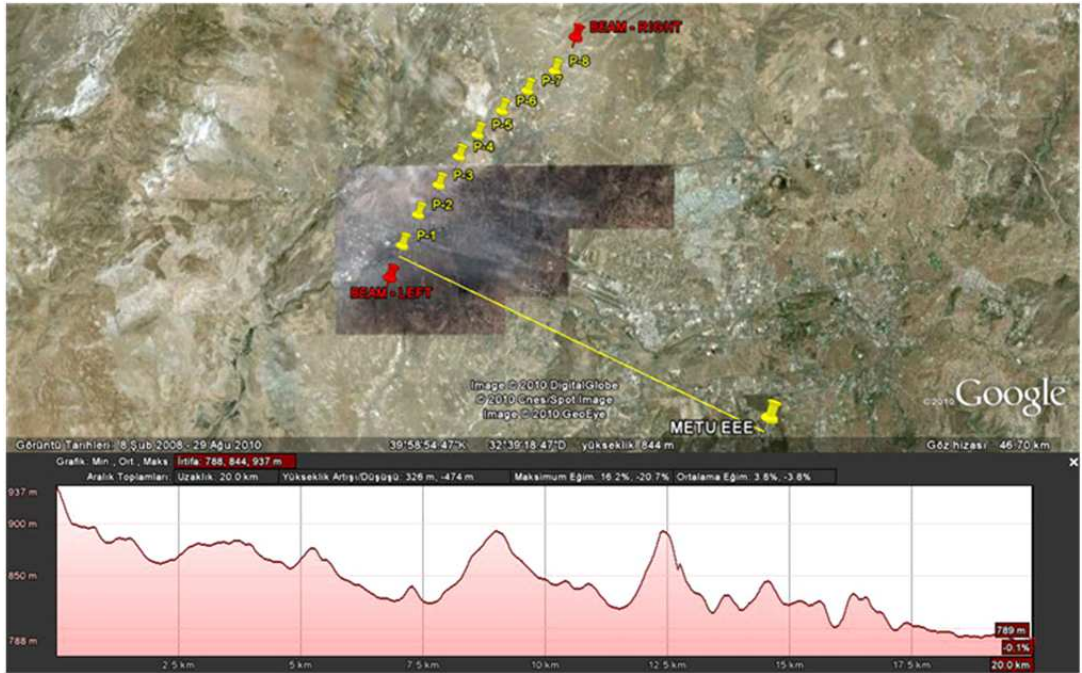 BEAM - RIGHT
P-8
P-7
P-6
P-5
P-4
P-3
P-2
P-1
BEAM - LEFT
Image © 2010 DigitalGlobe
© 2010 Cnes/Spot Image
Image © 2010 GeoEye
©2010 Google
METU EEE
Görüntü Tarihleri: 8 Şub 2008 - 29 Ağu 2010 39°58'54.47"K 32°39'18.47"D yükseklik 844 m Göz hizası 46.70 km
Grafik: Min., Ort., Maks. İrtifa: 788, 844, 937 m
Aralık Toplamları: Uzaklık: 20.0 km Yükseklik Artışı/Düşüşü: 326 m, -474 m Maksimum Eğim: 16.2%, -20.7% Ortalama Eğim: 3.8%, -3.8%
937 m
900 m
850 m
788 m
789 m
-0.1%
2.5 km 5 km 7.5 km 10 km 12.5 km 15 km 17.5 km 20.0 km